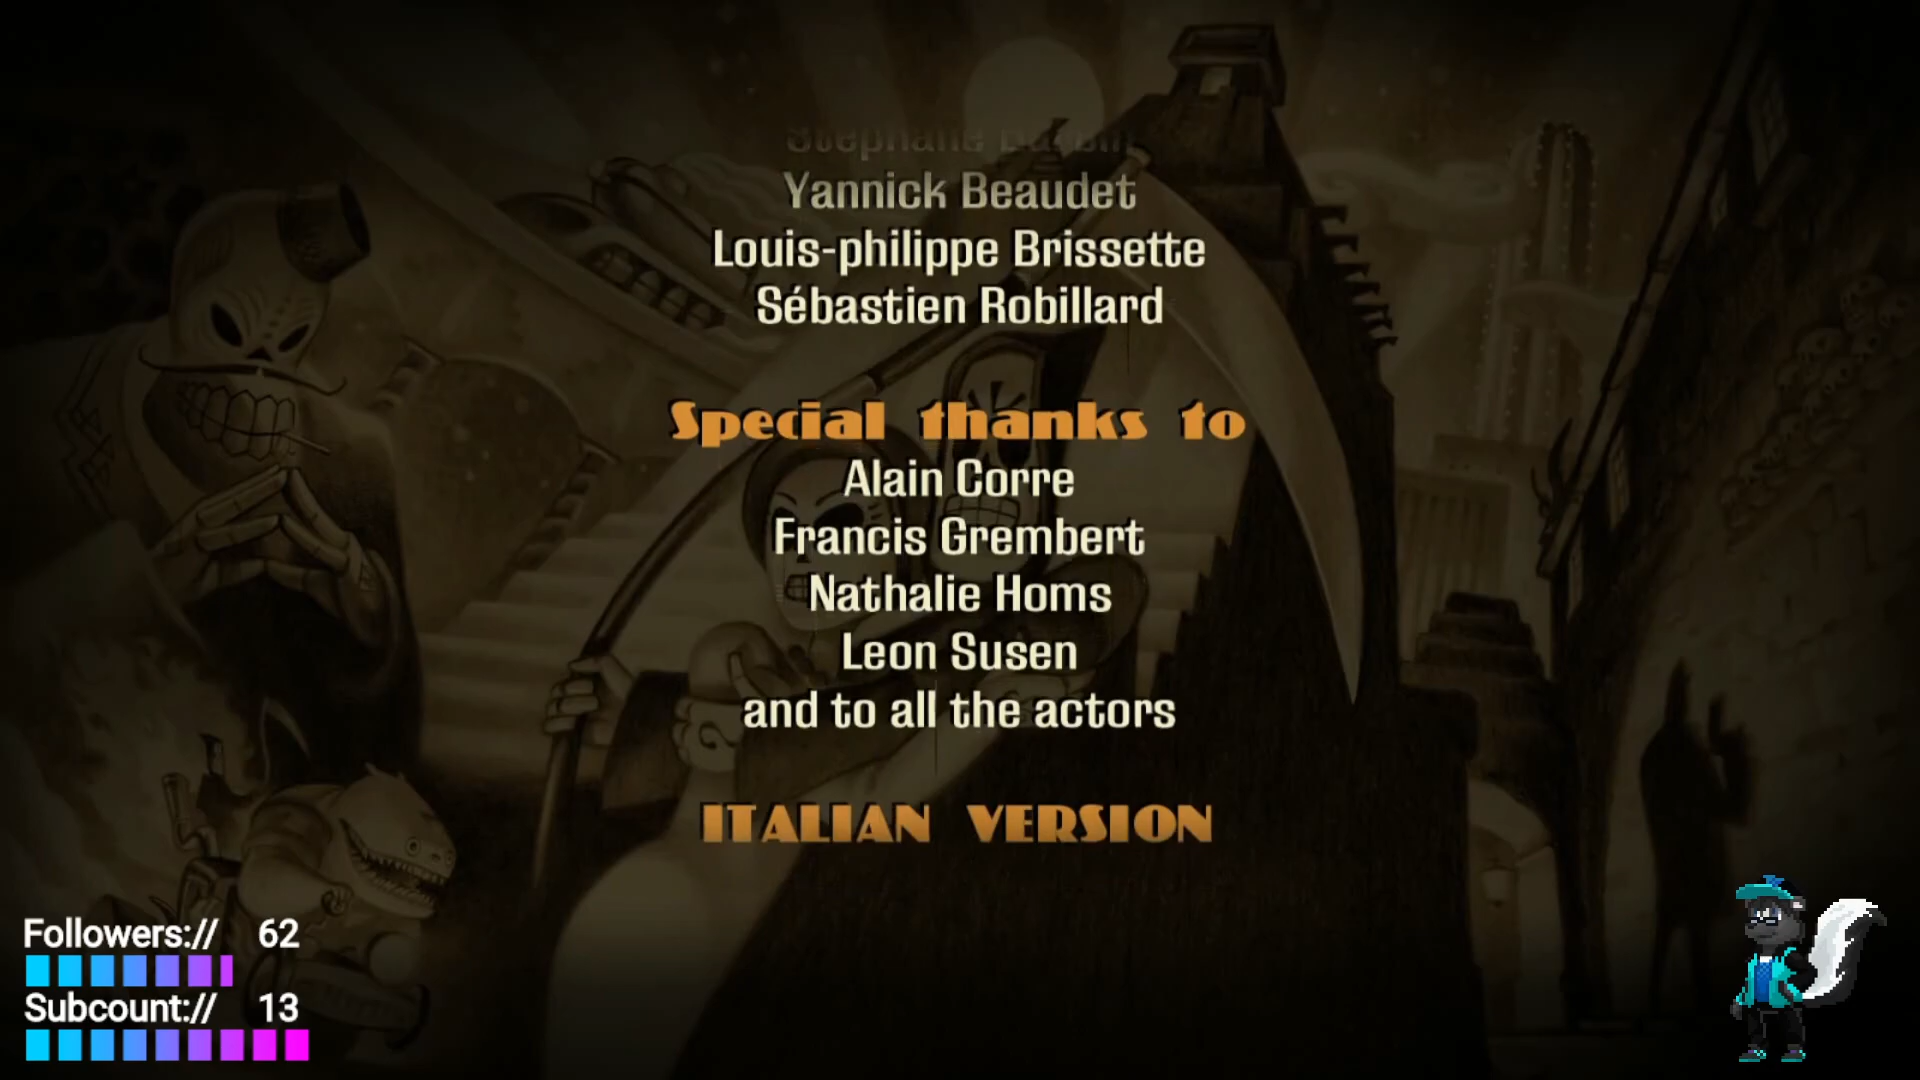 Yannick Beaudet
Louis-philippe Brissette
Sébastien Robillard
Special thanks to
Alain Corre
Francis Grembert
Nathalie Homs
Leon Susen
and to all the actors
ITALIAN VERSION
Followers:// 62
Subcount:// 13